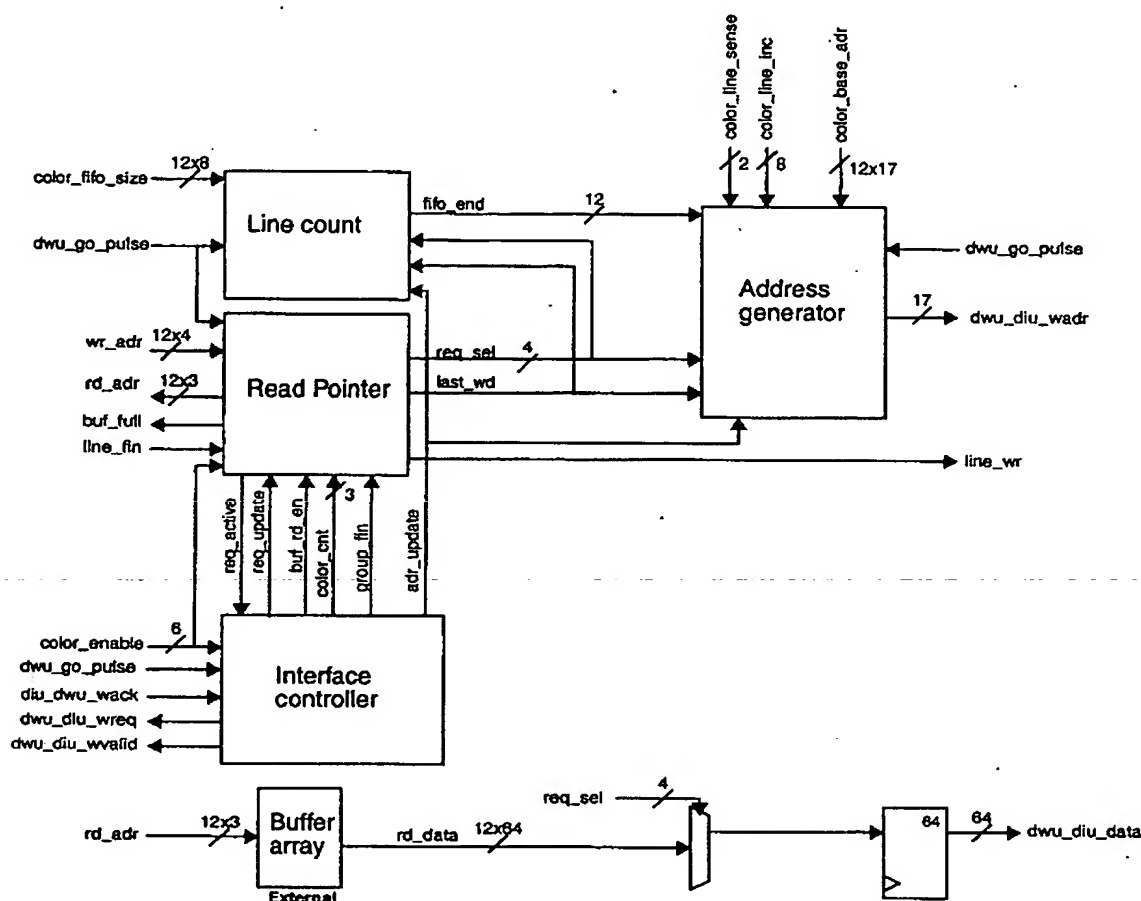 color_line_sense
color_line_inc
color_base_adr
2
8
12x17
color_fifo_size
12x8
dwu_go_pulse
Line count
fifo_end
12
Address
generator
dwu_go_pulse
17
dwu_diu_wadr
wr_adr
12x4
rd_adr
12x3
buf_full
line_fin
Read Pointer
req_sel
4
last_wd
line_wr
req_active
req_update
buf_rd_en
color_cnt
3
group_fin
adr_update
color_enable
6
dwu_go_pulse
diu_dwu_wack
dwu_diu_wreq
dwu_diu_wvalid
Interface
controller
rd_adr
12x3
Buffer
array
External
rd_data
12x64
req_sel
4
64
64
dwu_diu_data